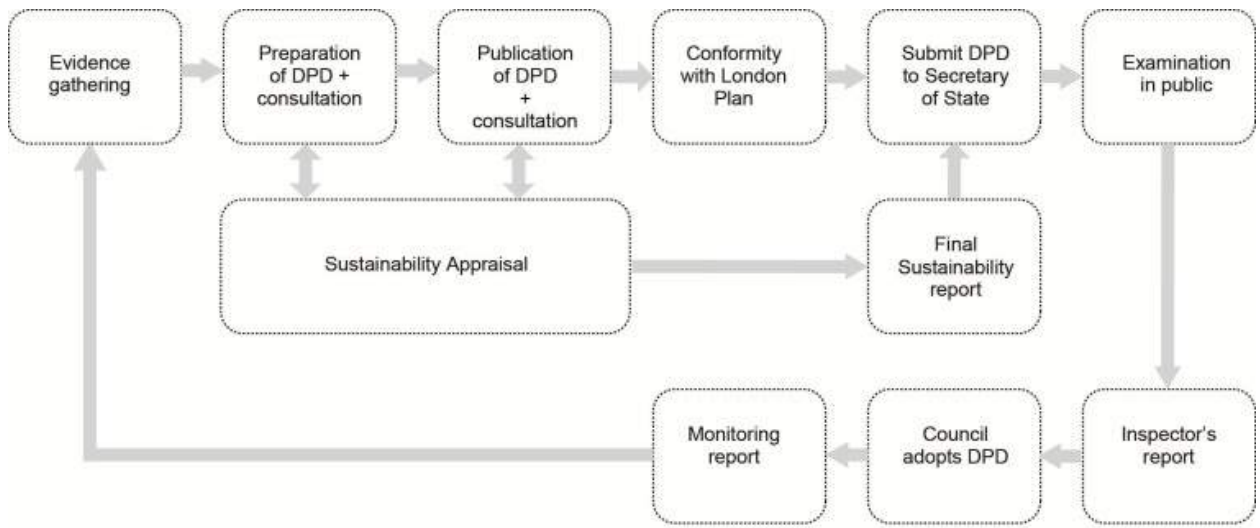 Evidence
gathering
Preparation
of DPD +
consultation
Publication
of DPD
+
consultation
Conformity
with London
Plan
Submit DPD
to Secretary
of State
Examination
in public
Sustainability Appraisal
Final
Sustainability
report
Monitoring
report
Council
adopts DPD
Inspector's
report